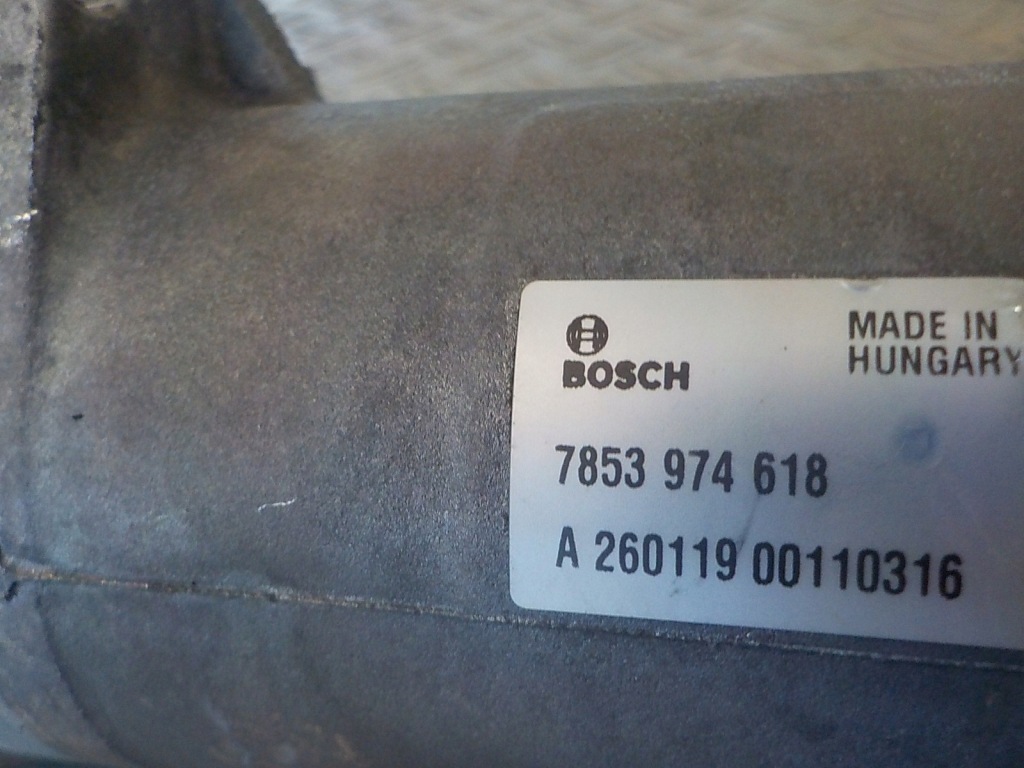 BOSCH
MADE IN
HUNGARY
7853 974 618
A 260119 00110316